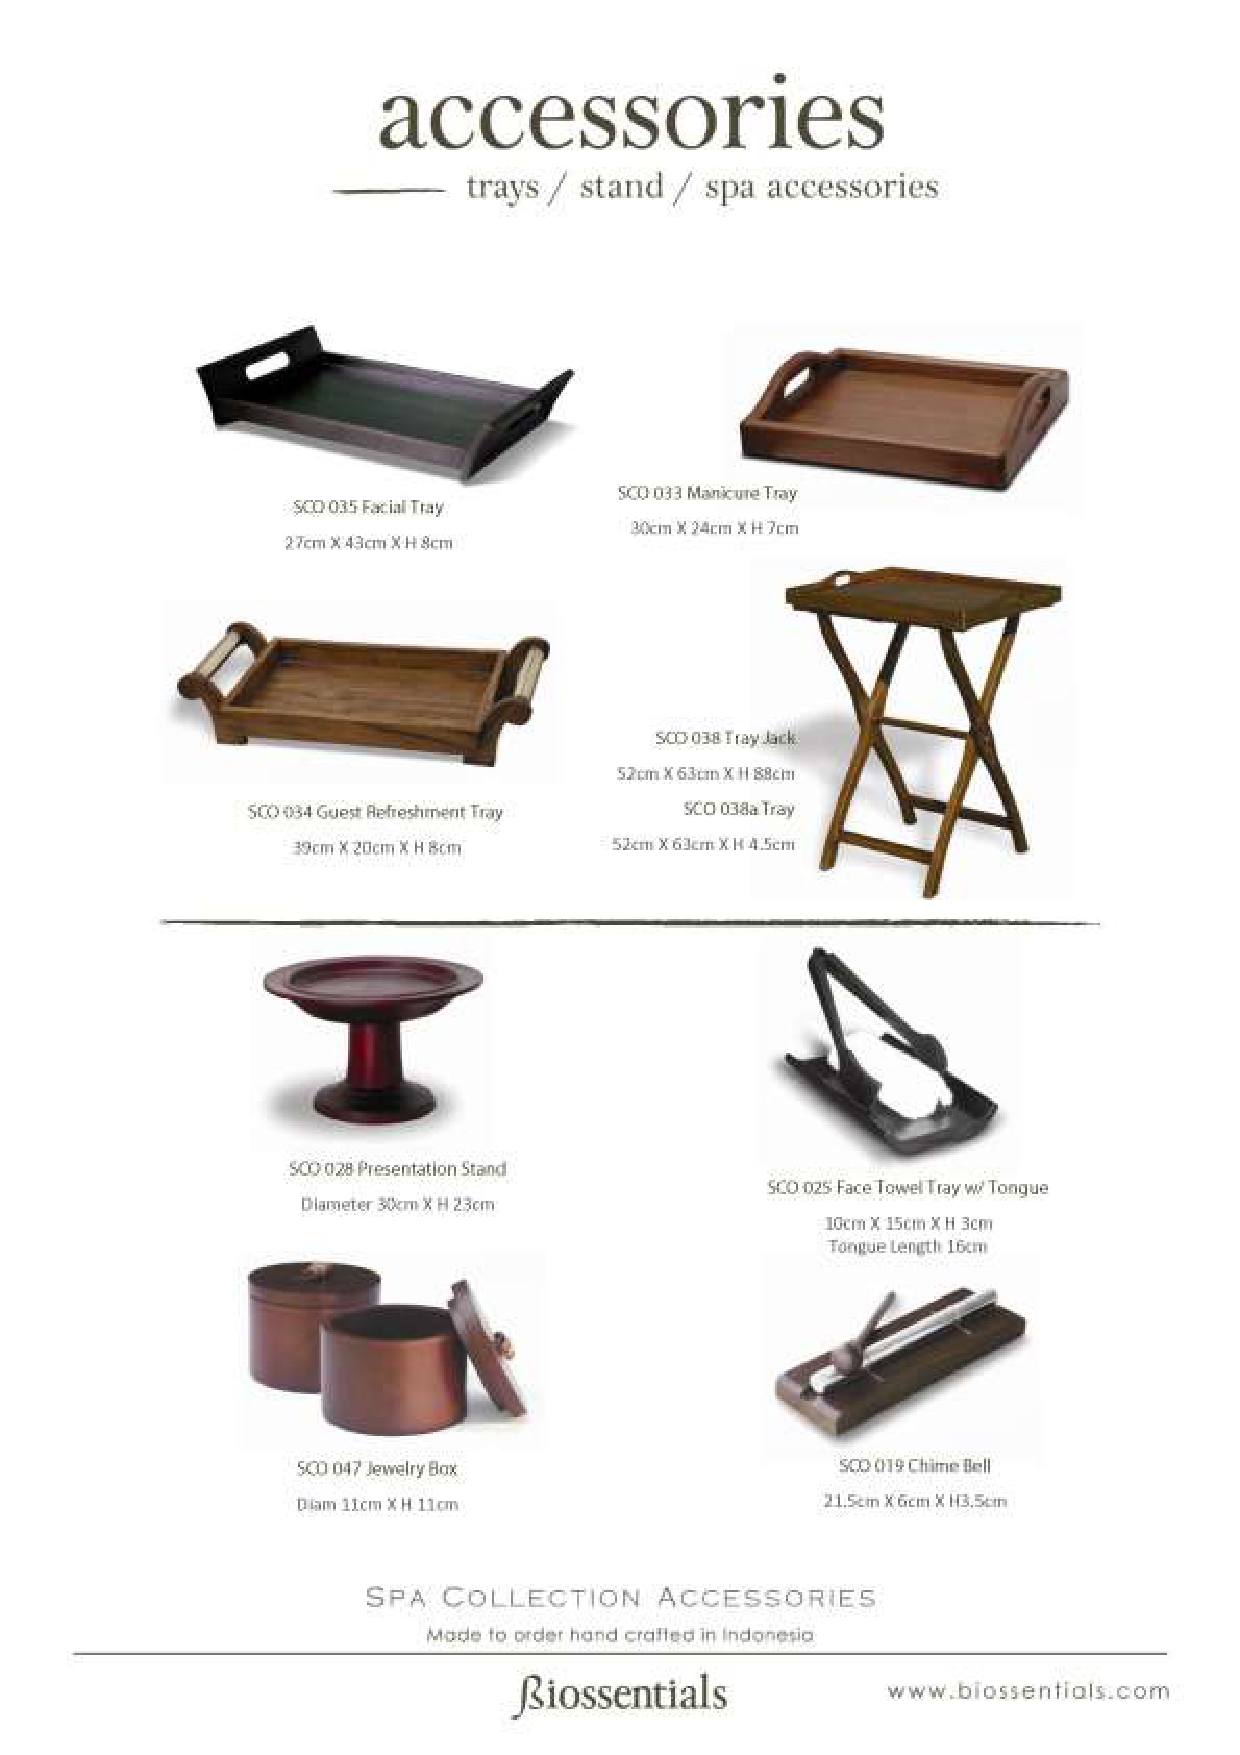 accessories
trays / stand / spa accessories
SCO 035 Facial Tray
27cm X 43cm X H 8cm
SCO 033 Manicure Tray
30cm X 24cm X H 7cm
SCO 034 Guest Refreshment Tray
39cm X 20cm X H 8cm
SCO 038 Tray Jack
52cm X 63cm X H 88cm
SCO 038a Tray
52cm X 63cm X H 4.5cm
SCO 028 Presentation Stand
Diameter 30cm X H 23cm
SCO 025 Face Towel Tray w/ Tongue
10cm X 15cm X H 3cm
Tongue Length 16cm
SCO 047 Jewelry Box
Diam 11cm X H 11cm
SCO 019 Chime Bell
21.5cm X 6cm X H3.5cm
Spa Collection Accessories
Made to order hand crafted in Indonesia
Biossentials
www.biossentials.com